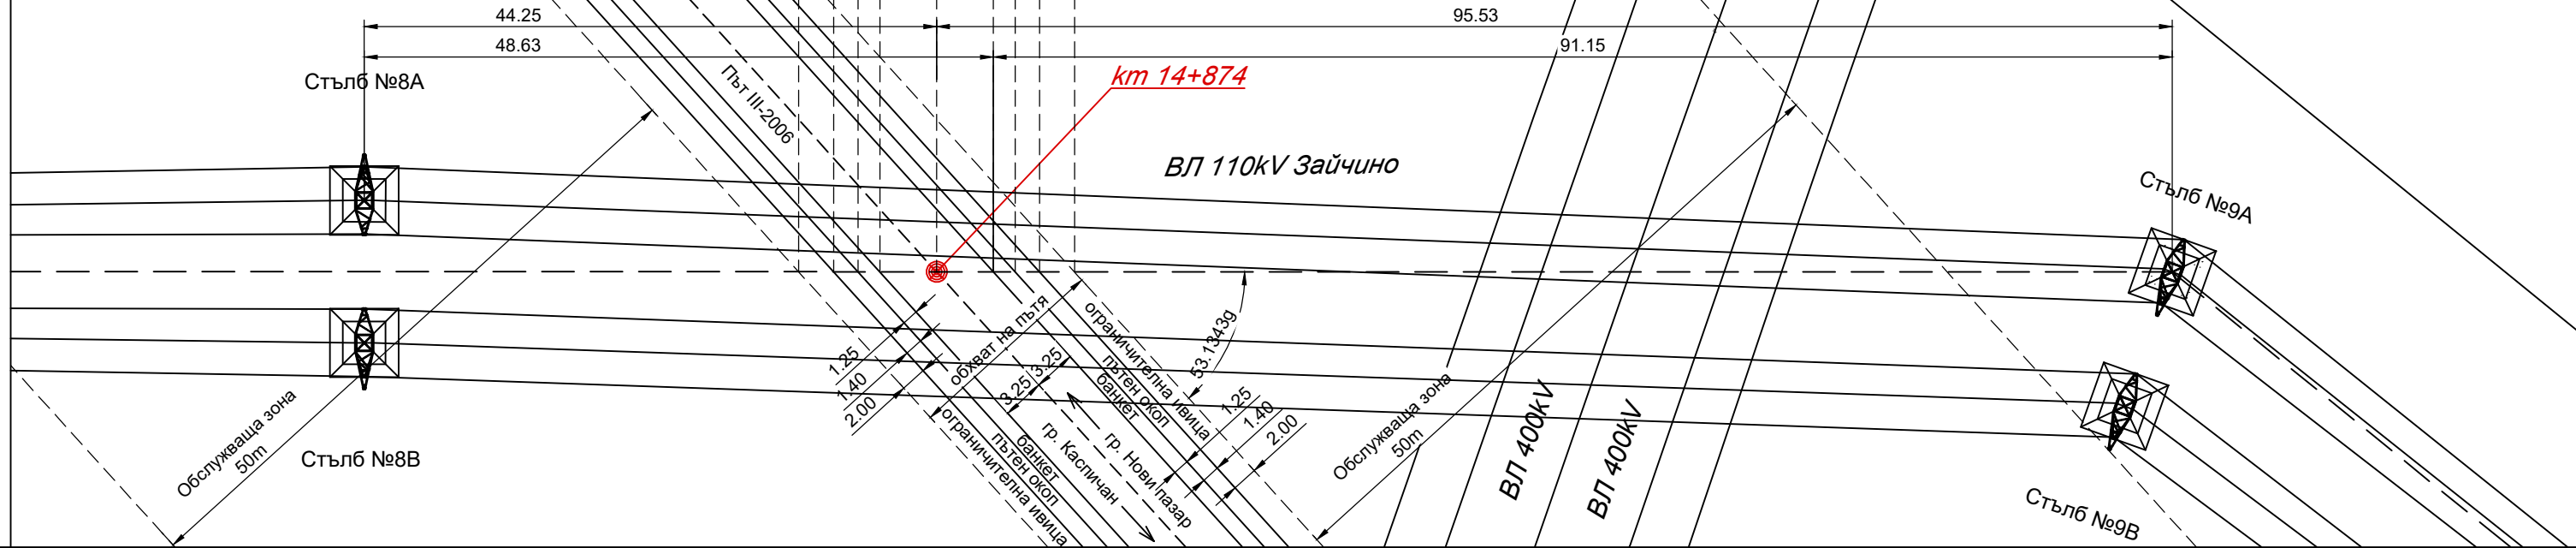 44.25
95.53
48.63
91.15
Стълб №8А
km 14+874
Път III-2006
ВЛ 110kV Зайчино
Стълб №9А
1.25
1.40
2.00
обхват на пътя
3.25
3.25
ограничителна ивица
пътен окоп
банкет
53.1343g
1.25
1.40
2.00
Обслужваща зона
50m
Обслужваща зона
50m
Стълб №8В
ограничителна ивица
пътен окоп
банкет
гр. Каспичан
гр. Нови пазар
ВЛ 400kV
ВЛ 400kV
Стълб №9В